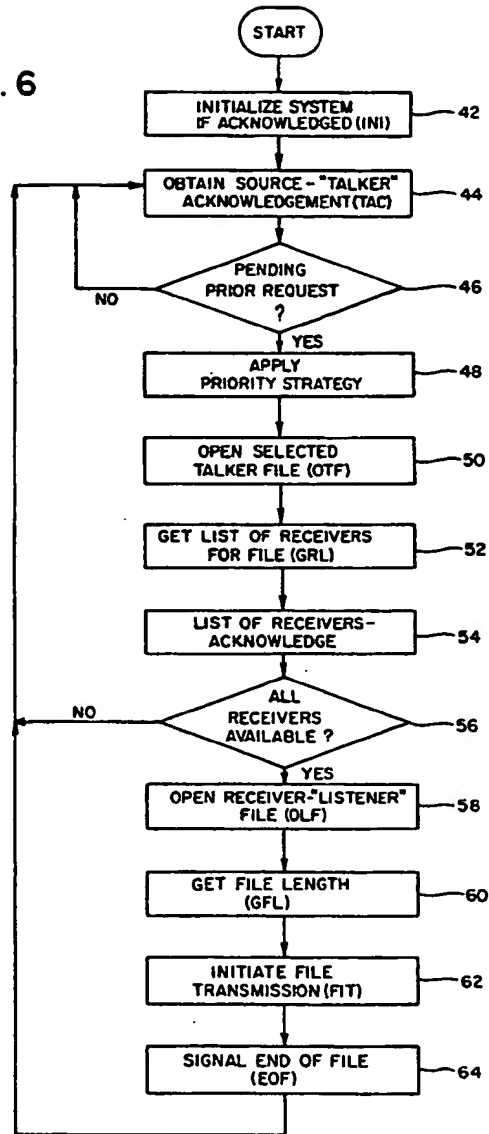 . 6
START
INITIALIZE SYSTEM
IF ACKNOWLEDGED (INI)
42
OBTAIN SOURCE-"TALKER"
ACKNOWLEDGEMENT (TAC)
44
PENDING
PRIOR REQUEST
?
46
NO
YES
APPLY
PRIORITY STRATEGY
48
OPEN SELECTED
TALKER FILE (OTF)
50
GET LIST OF RECEIVERS
FOR FILE (GRL)
52
LIST OF RECEIVERS-
ACKNOWLEDGE
54
ALL
RECEIVERS
AVAILABLE ?
56
NO
YES
OPEN RECEIVER-"LISTENER"
FILE (OLF)
58
GET FILE LENGTH
(GFL)
60
INITIATE FILE
TRANSMISSION (FIT)
62
SIGNAL END OF FILE
(EOF)
64